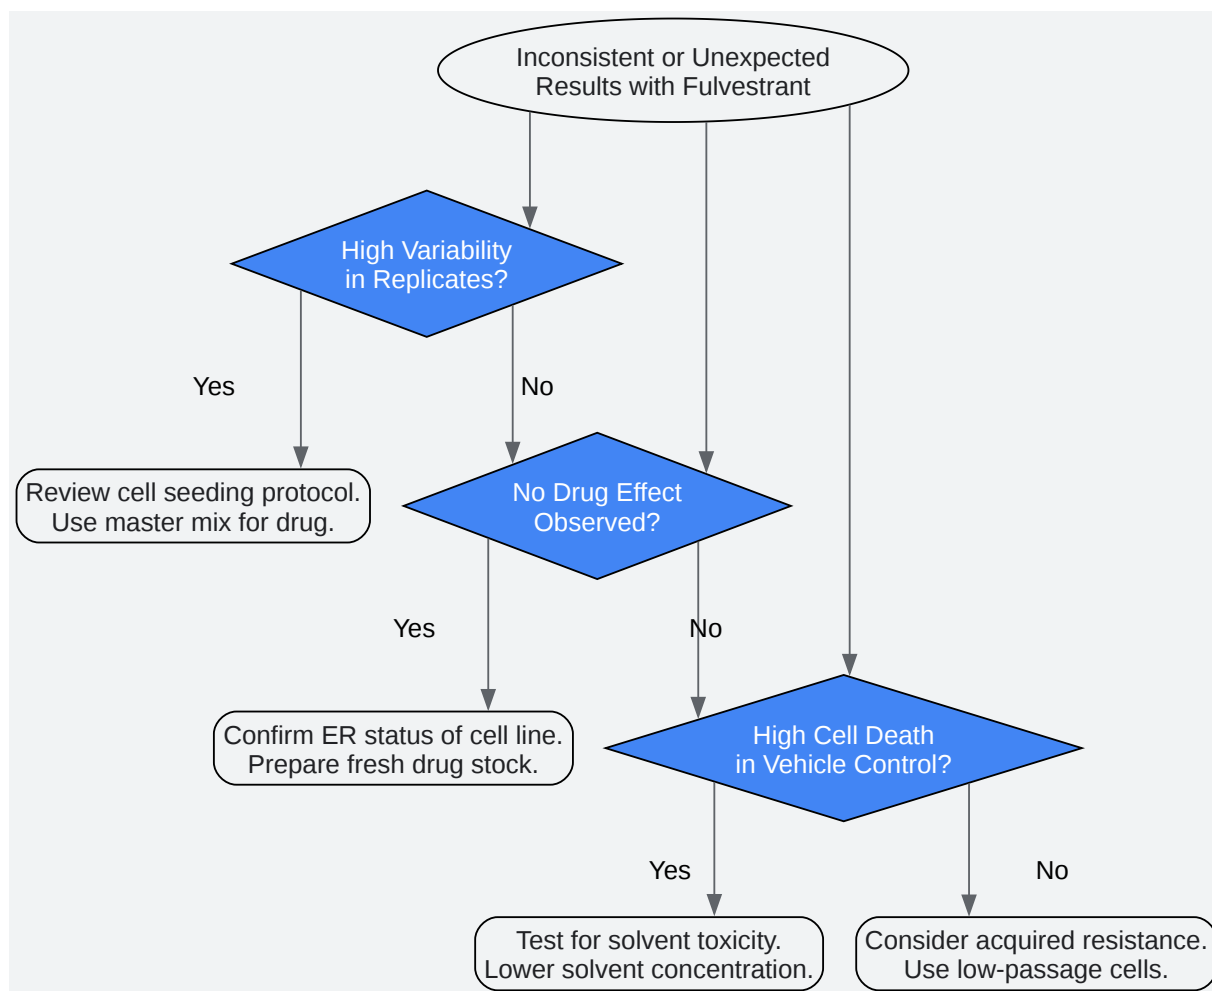 Inconsistent or Unexpected
Results with Fulvestrant
High Variability
in Replicates?
Yes
No
Review cell seeding protocol.
Use master mix for drug.
No Drug Effect
Observed?
Yes
No
Confirm ER status of cell line.
Prepare fresh drug stock.
High Cell Death
in Vehicle Control?
Yes
No
Test for solvent toxicity.
Lower solvent concentration.
Consider acquired resistance.
Use low-passage cells.